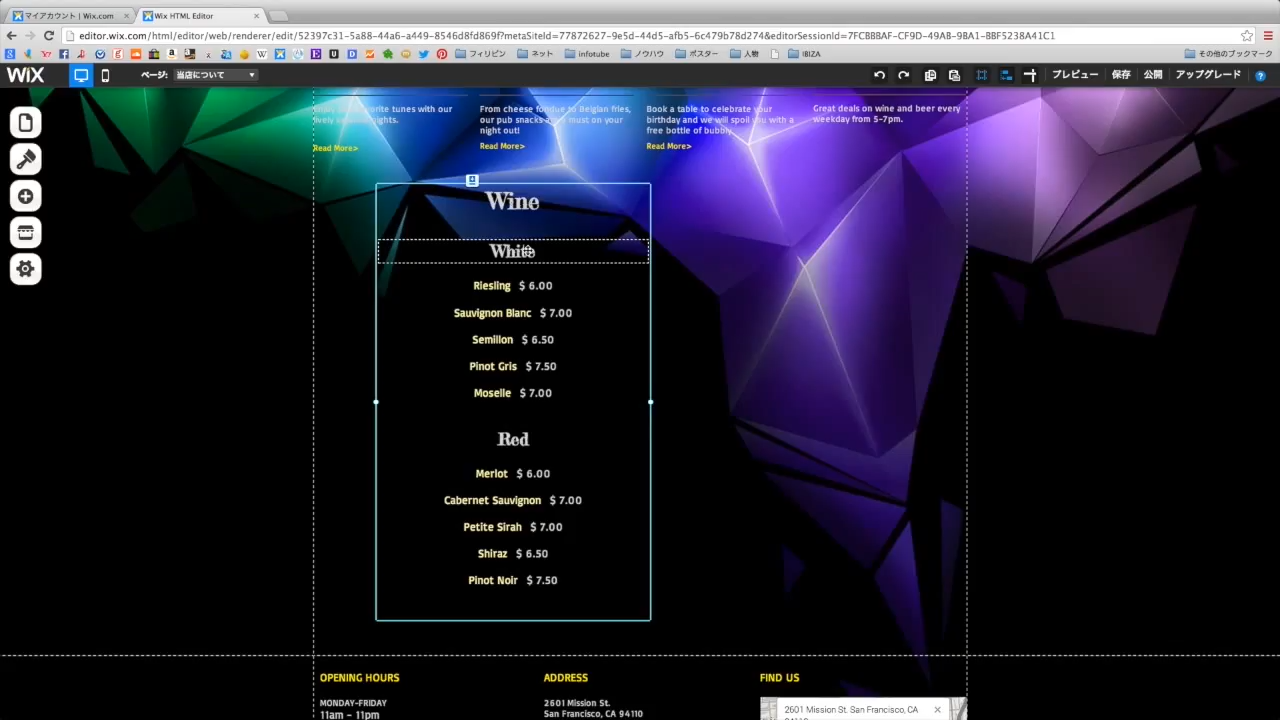 マイアカウント | Wix.com
Wix HTML Editor
editor.wix.com/html/editor/web/renderer/edit/52397c31-5a88-44a6-a449-8546d8fd869f?metaSiteId=77872627-9e5d-44d5-afb5-6c479b78d274&editorSessionId=7FCBBBAF-CF9D-49A8-9BA1-BBF5238A41C1
フィリピン
ネット
infotube
ノウハウ
ポスター
人物
IBIZA
その他のブックマーク
WiX
ページ:
当店について
プレビュー
保存
公開
アップグレード
favorite tunes with our
lively nights.
Read More>
From cheese fondue to Belgian fries,
our pub snacks a must on your
night out!
Read More>
Book a table to celebrate your
birthday and we will spoil you with a
free bottle of bubbly.
Read More>
Great deals on wine and beer every
weekday from 5-7pm.
Wine
White
Riesling $ 6.00
Sauvignon Blanc $ 7.00
Semillon $ 6.50
Pinot Gris $ 7.50
Moselle $ 7.00
Red
Merlot $ 6.00
Cabernet Sauvignon $ 7.00
Petite Sirah $ 7.00
Shiraz $ 6.50
Pinot Noir $ 7.50
OPENING HOURS
MONDAY-FRIDAY
11am - 11pm
ADDRESS
2601 Mission St.
San Francisco, CA 94110
FIND US
2601 Mission St. San Francisco, CA
94110